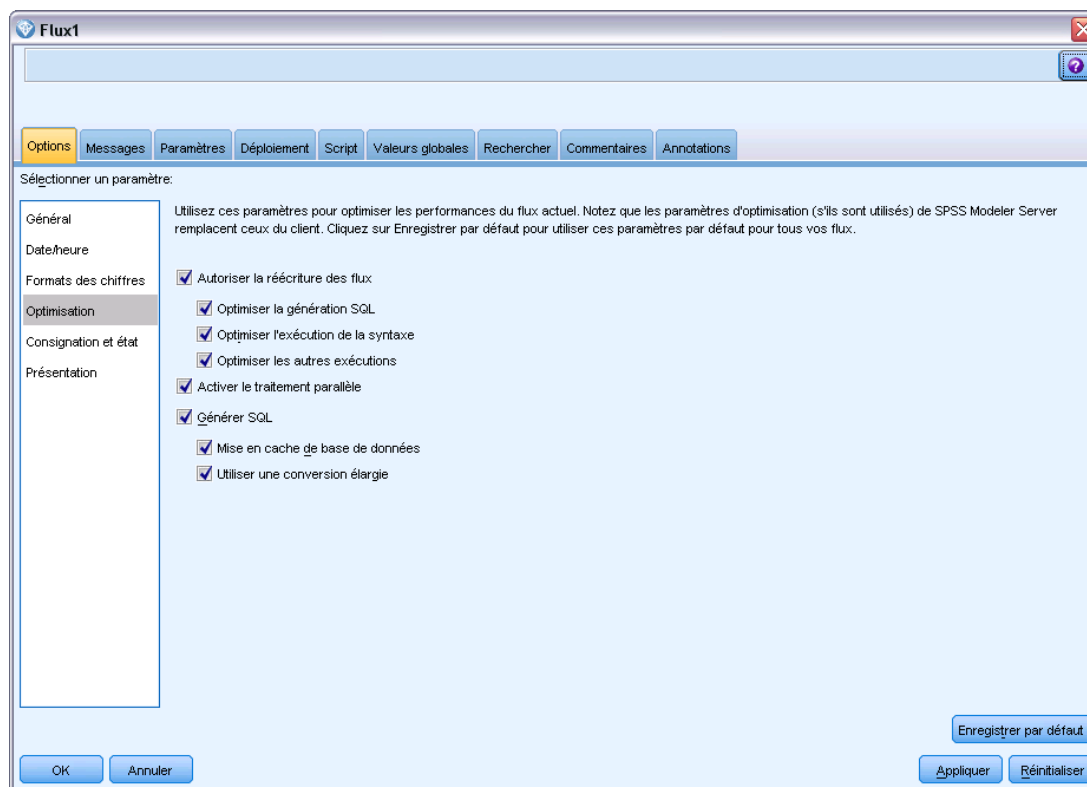 Flux1
Options Messages Paramètres Déploiement Script Valeurs globales Rechercher Commentaires Annotations
Sélectionner un paramètre:
Général
Date/heure
Formats des chiffres
Optimisation
Consignation et état
Présentation
Utilisez ces paramètres pour optimiser les performances du flux actuel. Notez que les paramètres d'optimisation (s'ils sont utilisés) de SPSS Modeler Server
remplacent ceux du client. Cliquez sur Enregistrer par défaut pour utiliser ces paramètres par défaut pour tous vos flux.
Autoriser la réécriture des flux
Optimiser la génération SQL
Optimiser l'exécution de la syntaxe
Optimiser les autres exécutions
Activer le traitement parallèle
Générer SQL
Mise en cache de base de données
Utiliser une conversion élargie
Enregistrer par défaut
OK Annuler Appliquer Réinitialiser